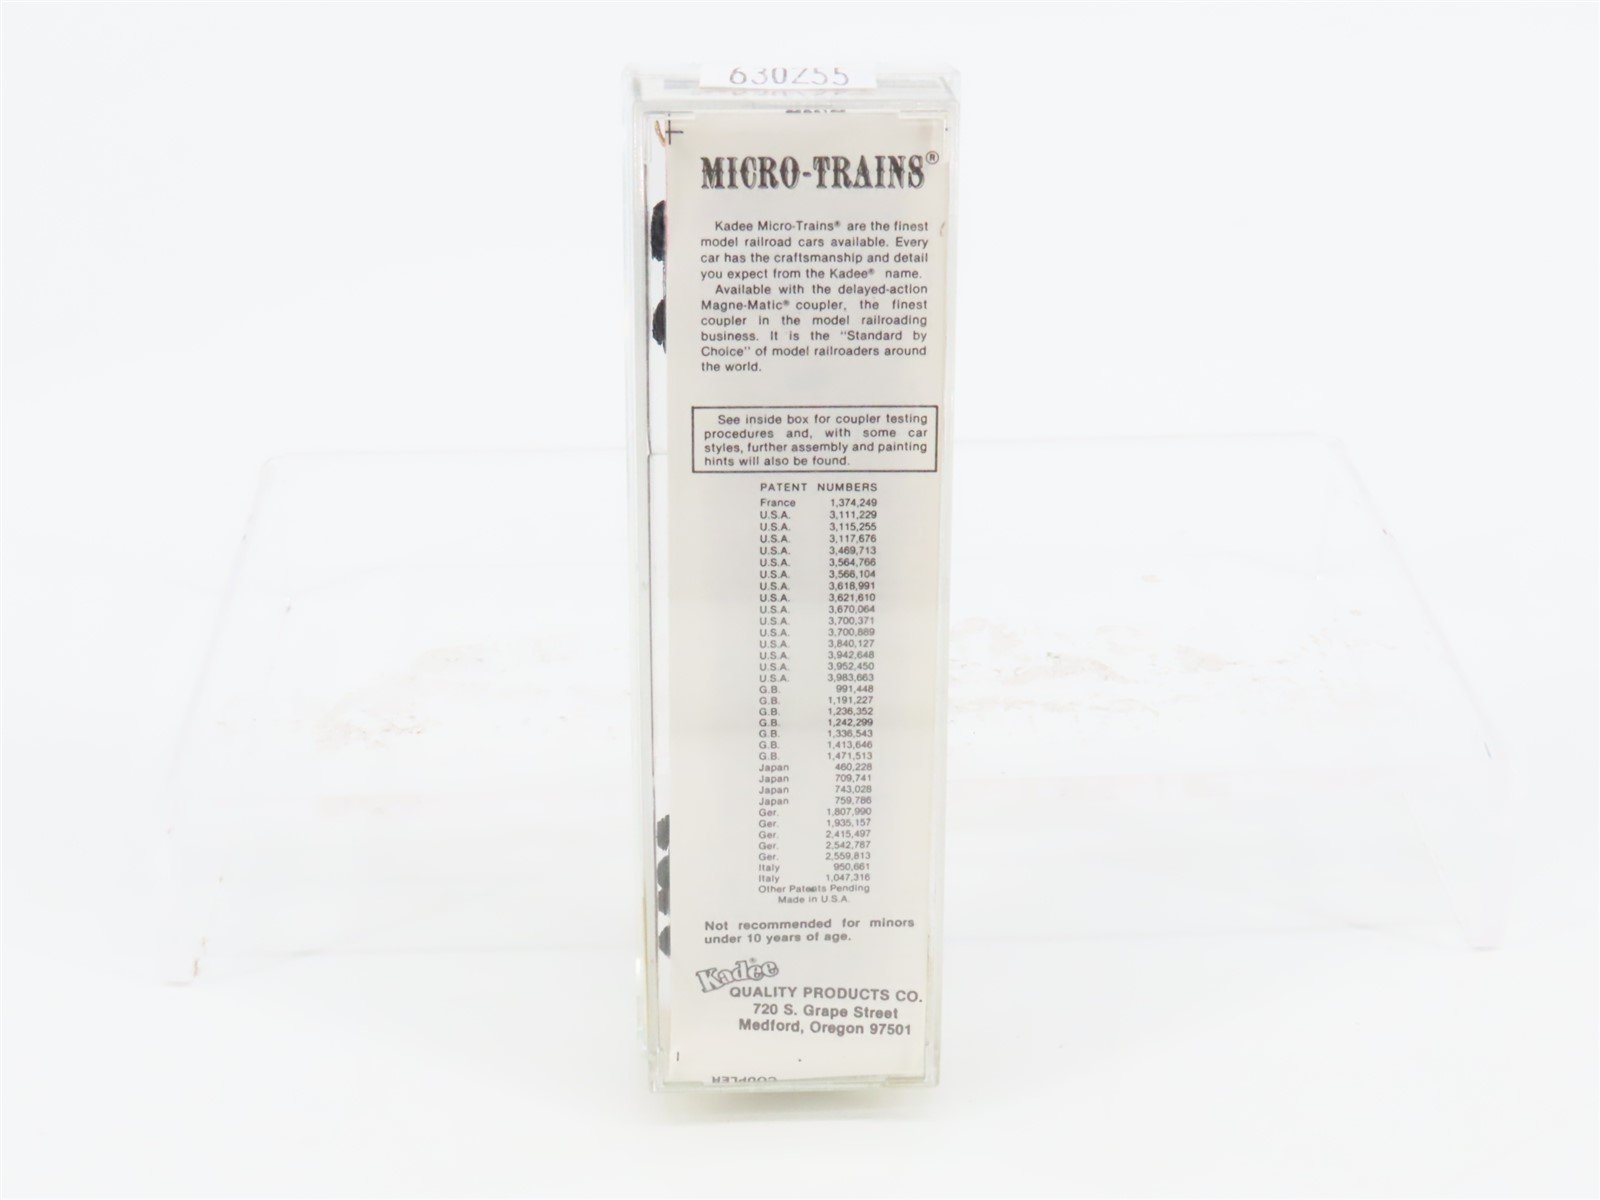 630255
MICRO-TRAINS®
Kadee Micro-Trains® are the finest
model railroad cars available. Every
car has the craftsmanship and detail
you expect from the Kadee® name.
Available with the delayed-action
Magne-Matic® coupler, the finest
coupler in the model railroading
business. It is the "Standard by
Choice" of model railroaders around
the world.
See inside box for coupler testing
procedures and, with some car
styles, further assembly and painting
hints will also be found.
PATENT NUMBERS
France 1,374,249
U.S.A. 3,111,229
U.S.A. 3,115,255
U.S.A. 3,117,676
U.S.A. 3,469,713
U.S.A. 3,564,766
U.S.A. 3,566,104
U.S.A. 3,618,991
U.S.A. 3,621,610
U.S.A. 3,670,064
U.S.A. 3,700,371
U.S.A. 3,700,889
U.S.A. 3,840,127
U.S.A. 3,942,648
U.S.A. 3,952,450
U.S.A. 3,983,663
G.B. 991,448
G.B. 1,191,227
G.B. 1,236,352
G.B. 1,242,299
G.B. 1,336,543
G.B. 1,413,646
G.B. 1,471,513
Japan 460,228
Japan 709,741
Japan 743,028
Japan 759,786
Ger. 1,807,990
Ger. 1,935,157
Ger. 2,415,497
Ger. 2,542,787
Ger. 2,559,813
Italy 950,661
Italy 1,047,316
Other Patents Pending
Made in U.S.A.
Not recommended for minors
under 10 years of age.
Kadee®
QUALITY PRODUCTS CO.
720 S. Grape Street
Medford, Oregon 97501
COUPLER